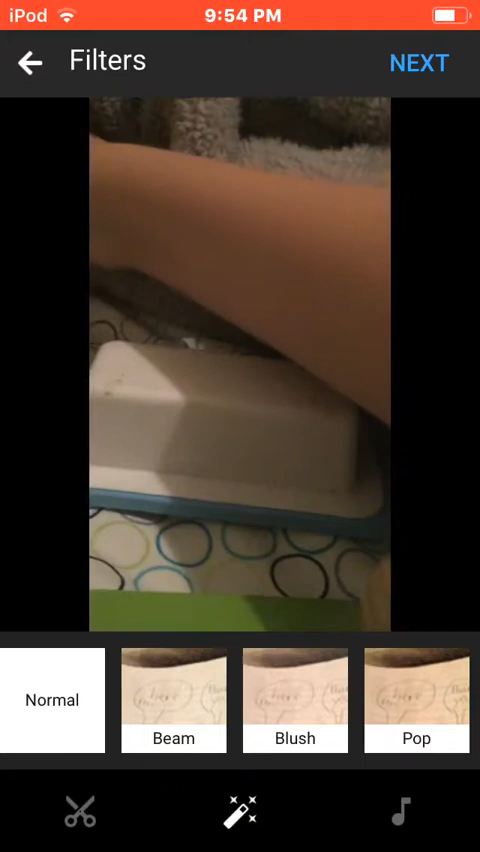 iPod 9:54 PM
Filters NEXT
Normal
Beam
Blush
Pop